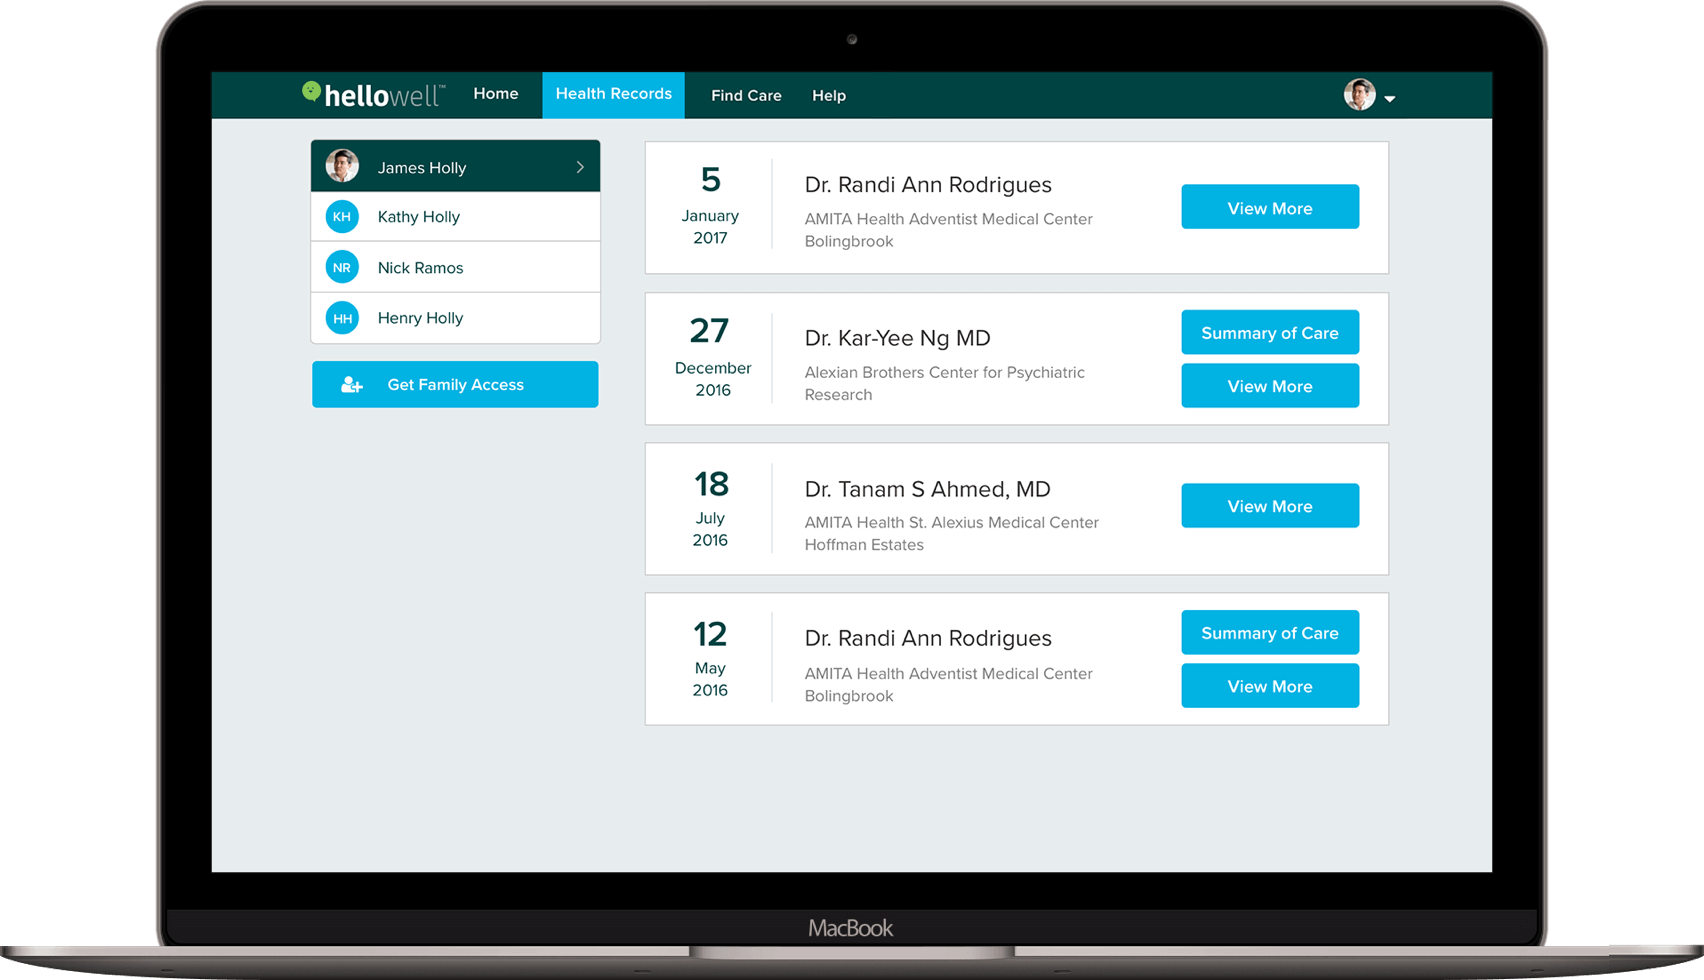 hellowell™ Home Health Records Find Care Help
James Holly
KH Kathy Holly
NR Nick Ramos
HH Henry Holly
Get Family Access
5
January
2017
Dr. Randi Ann Rodrigues
AMITA Health Adventist Medical Center
Bolingbrook
View More
27
December
2016
Dr. Kar-Yee Ng MD
Alexian Brothers Center for Psychiatric
Research
Summary of Care
View More
18
July
2016
Dr. Tanam S Ahmed, MD
AMITA Health St. Alexius Medical Center
Hoffman Estates
View More
12
May
2016
Dr. Randi Ann Rodrigues
AMITA Health Adventist Medical Center
Bolingbrook
Summary of Care
View More
MacBook